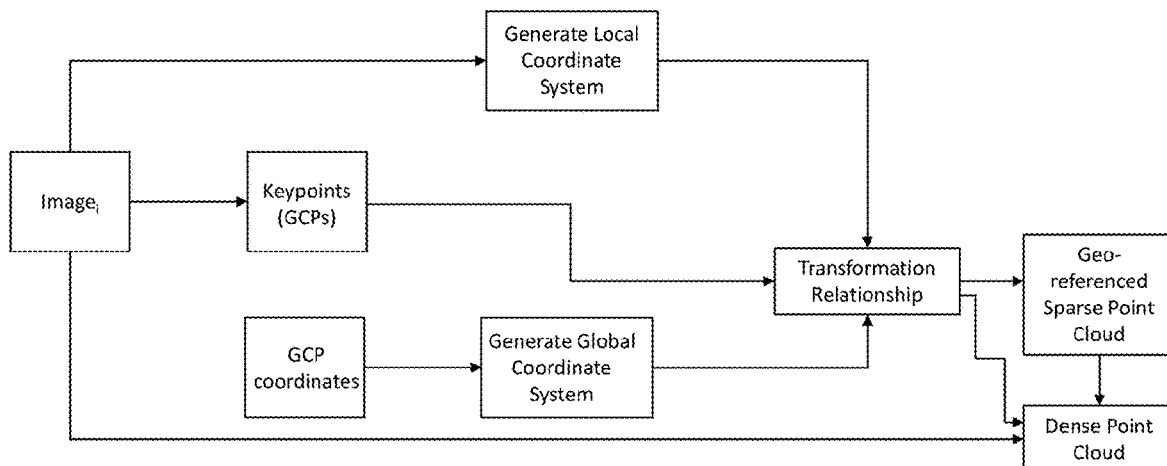 Generate Local
Coordinate
System
Image i
Keypoints
(GCPs)
Transformation
Relationship
Geo-
referenced
Sparse Point
Cloud
GCP
coordinates
Generate Global
Coordinate
System
Dense Point
Cloud